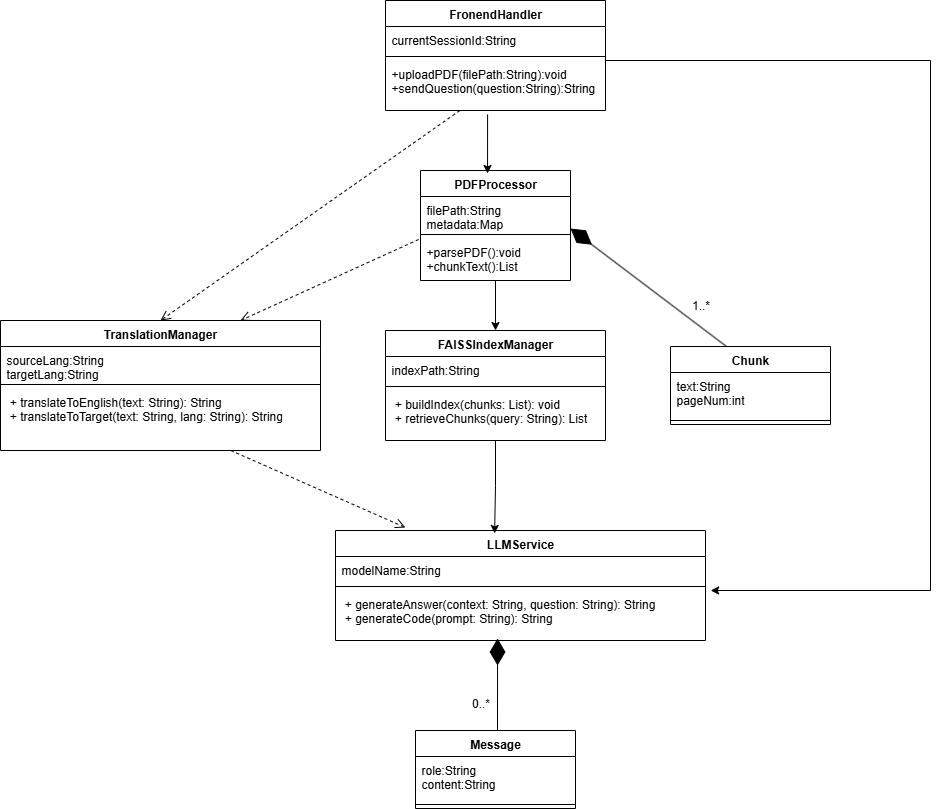 FronendHandler
currentSessionId:String
+uploadPDF(filePath:String):void
+sendQuestion(question:String):String
PDFProcessor
filePath:String
metadata:Map
+parsePDF():void
+chunkText():List
1..*
TranslationManager
sourceLang:String
targetLang:String
+ translateToEnglish(text: String): String
+ translateToTarget(text: String, lang: String): String
FAISSIndexManager
indexPath:String
+ buildIndex(chunks: List): void
+ retrieveChunks(query: String): List
Chunk
text:String
pageNum:int
LLMService
modelName:String
+ generateAnswer(context: String, question: String): String
+ generateCode(prompt: String): String
0..*
Message
role:String
content:String